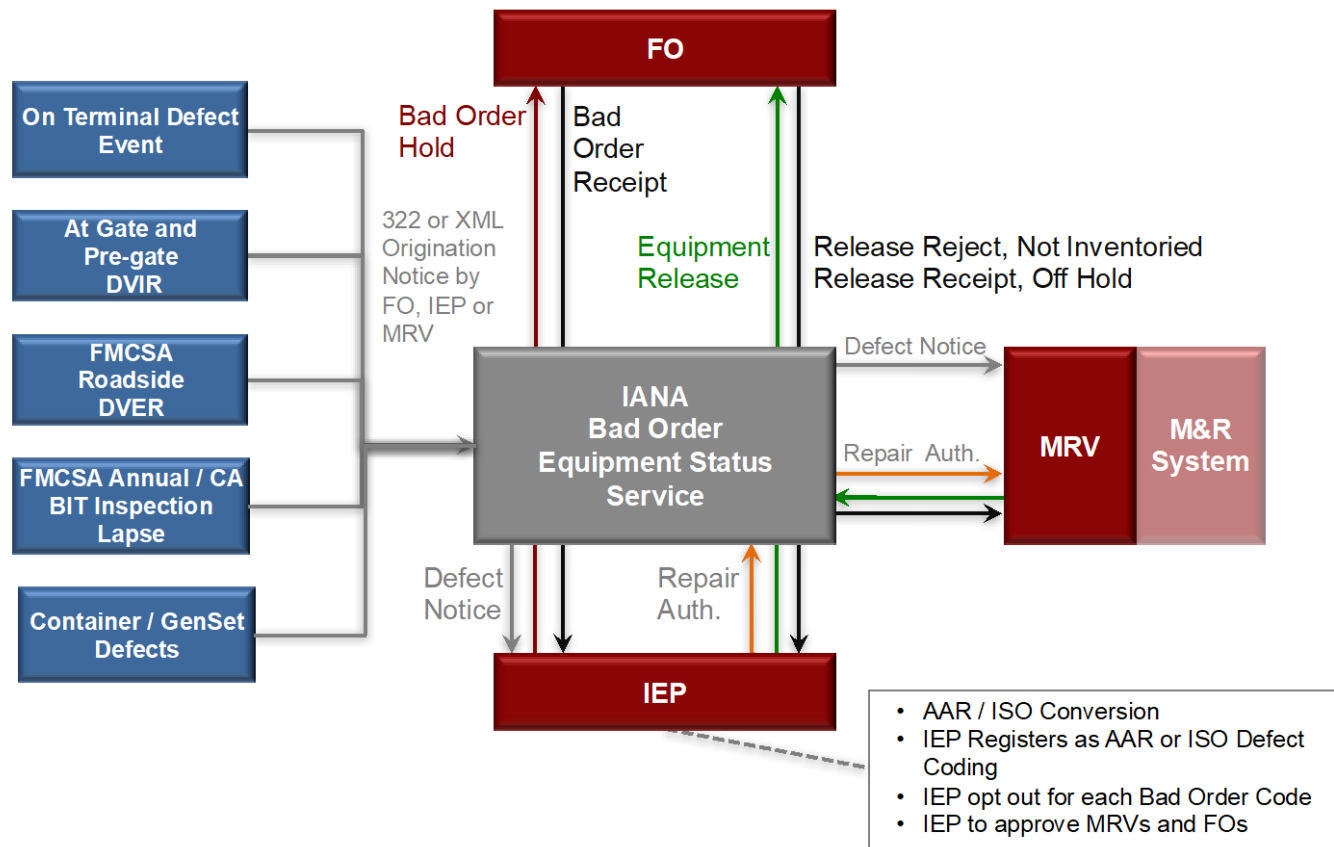 FO
On Terminal Defect
Event
At Gate and
Pre-gate
DVIR
FMCSA
Roadside
DVER
FMCSA Annual / CA
BIT Inspection
Lapse
Container / GenSet
Defects
322 or XML
Origination
Notice by
FO, IEP or
MRV
Bad Order
Hold
Bad
Order
Receipt
Equipment
Release
Release Reject, Not Inventoried
Release Receipt, Off Hold
IANA
Bad Order
Equipment Status
Service
Defect Notice
Repair Auth.
MRV
M&R
System
Defect
Notice
Repair
Auth.
IEP
• AAR / ISO Conversion
• IEP Registers as AAR or ISO Defect
Coding
• IEP opt out for each Bad Order Code
• IEP to approve MRVs and FOs